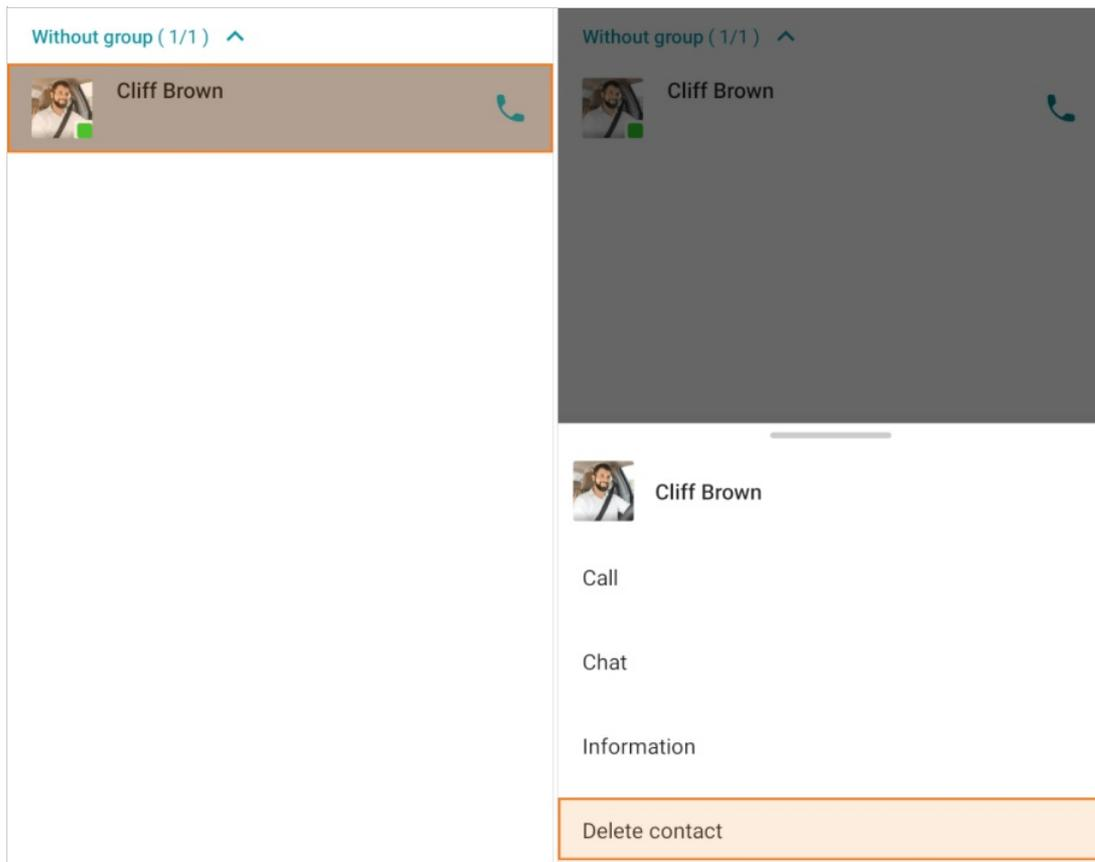 Without group ( 1/1 )
Cliff Brown
Without group ( 1/1 )
Cliff Brown
Cliff Brown
Call
Chat
Information
Delete contact